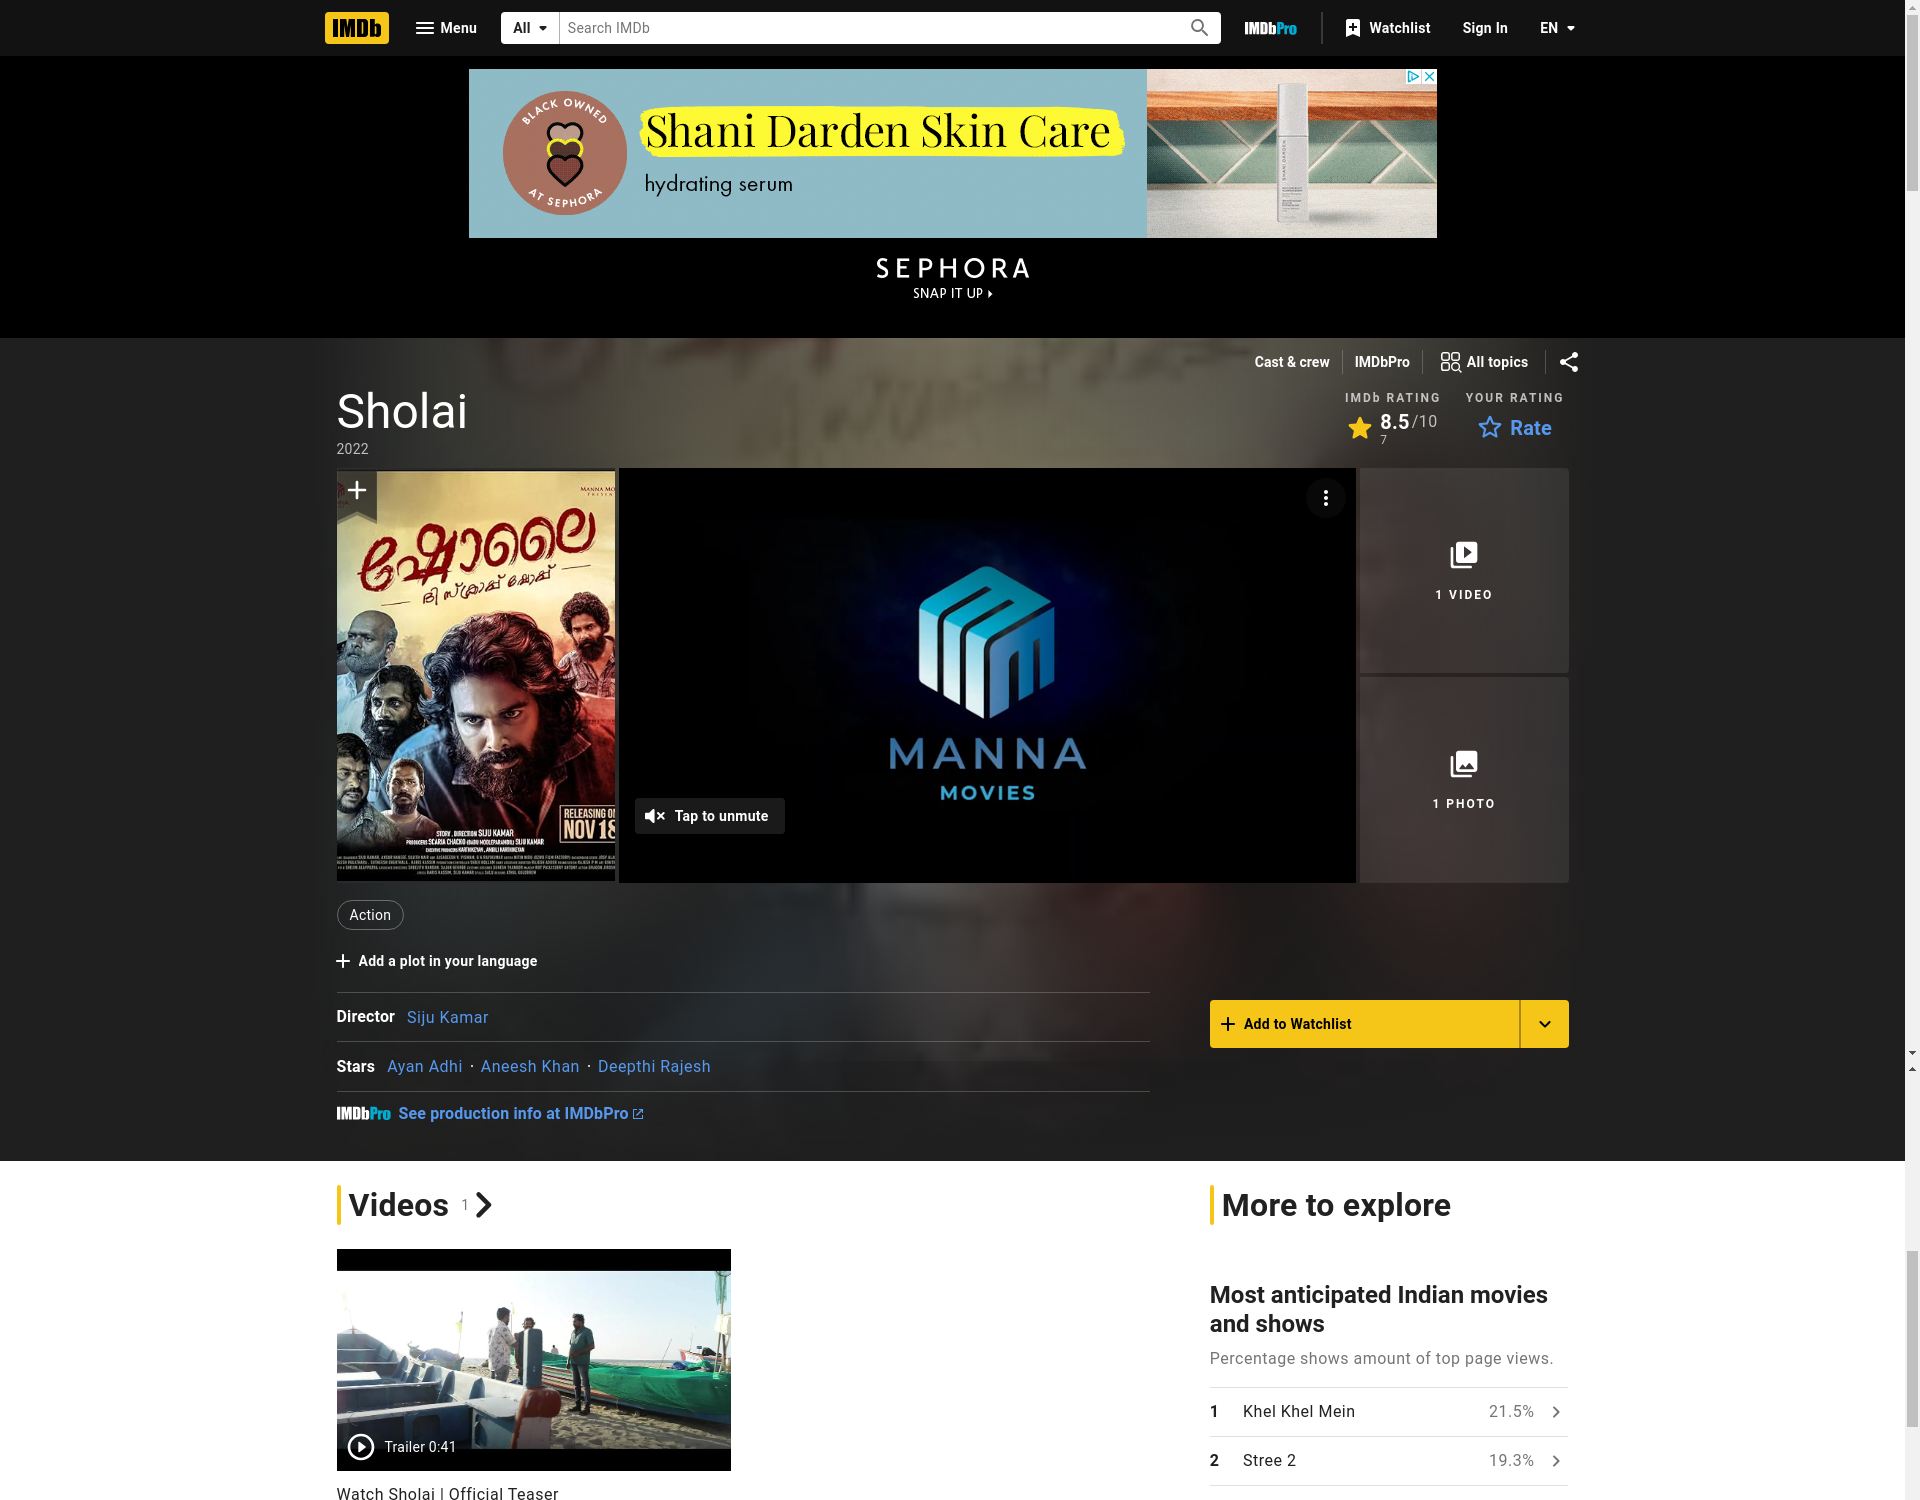 IMDb
Menu
All
Search IMDb
IMDbPro
Watchlist
Sign In
EN
BLACK OWNED
AT SEPHORA
Shani Darden Skin Care
hydrating serum
SEPHORA
SNAP IT UP
Cast & crew
IMDbPro
All topics
Sholai
2022
IMDb RATING
8.5/10
7
YOUR RATING
Rate
ഷോലൈ
ദി സ്ക്രാപ്പ് ഷോപ്പ്
RELEASING ON
NOV 18
STORY , DIRECTION SIJU KAMAR
MANNA
MOVIES
Tap to unmute
1 VIDEO
1 PHOTO
Action
Add a plot in your language
Director Siju Kamar
Stars Ayan Adhi · Aneesh Khan · Deepthi Rajesh
IMDbPro See production info at IMDbPro
Add to Watchlist
Videos 1
Trailer 0:41
Watch Sholai | Official Teaser
More to explore
Most anticipated Indian movies
and shows
Percentage shows amount of top page views.
1 Khel Khel Mein 21.5%
2 Stree 2 19.3%